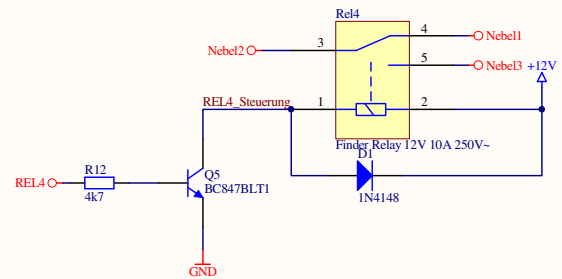 Rel4
4
Nebel1
Nebel2
3
5
Nebel3
+12V
REL4_Steuerung
1
2
Finder Relay 12V 10A 250V~
D1
1N4148
R12
REL4
4k7
Q5
BC847BLT1
GND